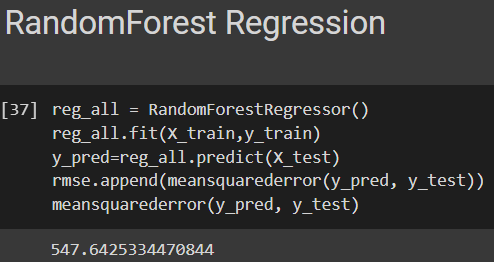 RandomForest Regression
[37] reg_all = RandomForestRegressor()
reg_all.fit(X_train,y_train)
y_pred=reg_all.predict(X_test)
rmse.append(meansquarederror(y_pred, y_test))
meansquarederror(y_pred, y_test)
547.6425334470844